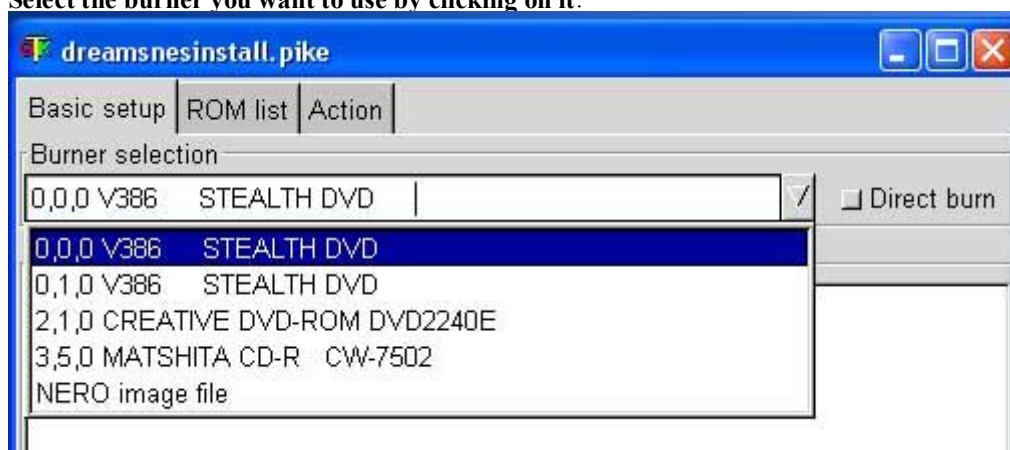 Select the burner you want to use by clicking on it.
dreamsnesinstall.pike
Basic setup ROM list Action
Burner selection
0,0,0 V386 STEALTH DVD Direct burn
0,0,0 V386 STEALTH DVD
0,1,0 V386 STEALTH DVD
2,1,0 CREATIVE DVD-ROM DVD2240E
3,5,0 MATSHITA CD-R CW-7502
NERO image file